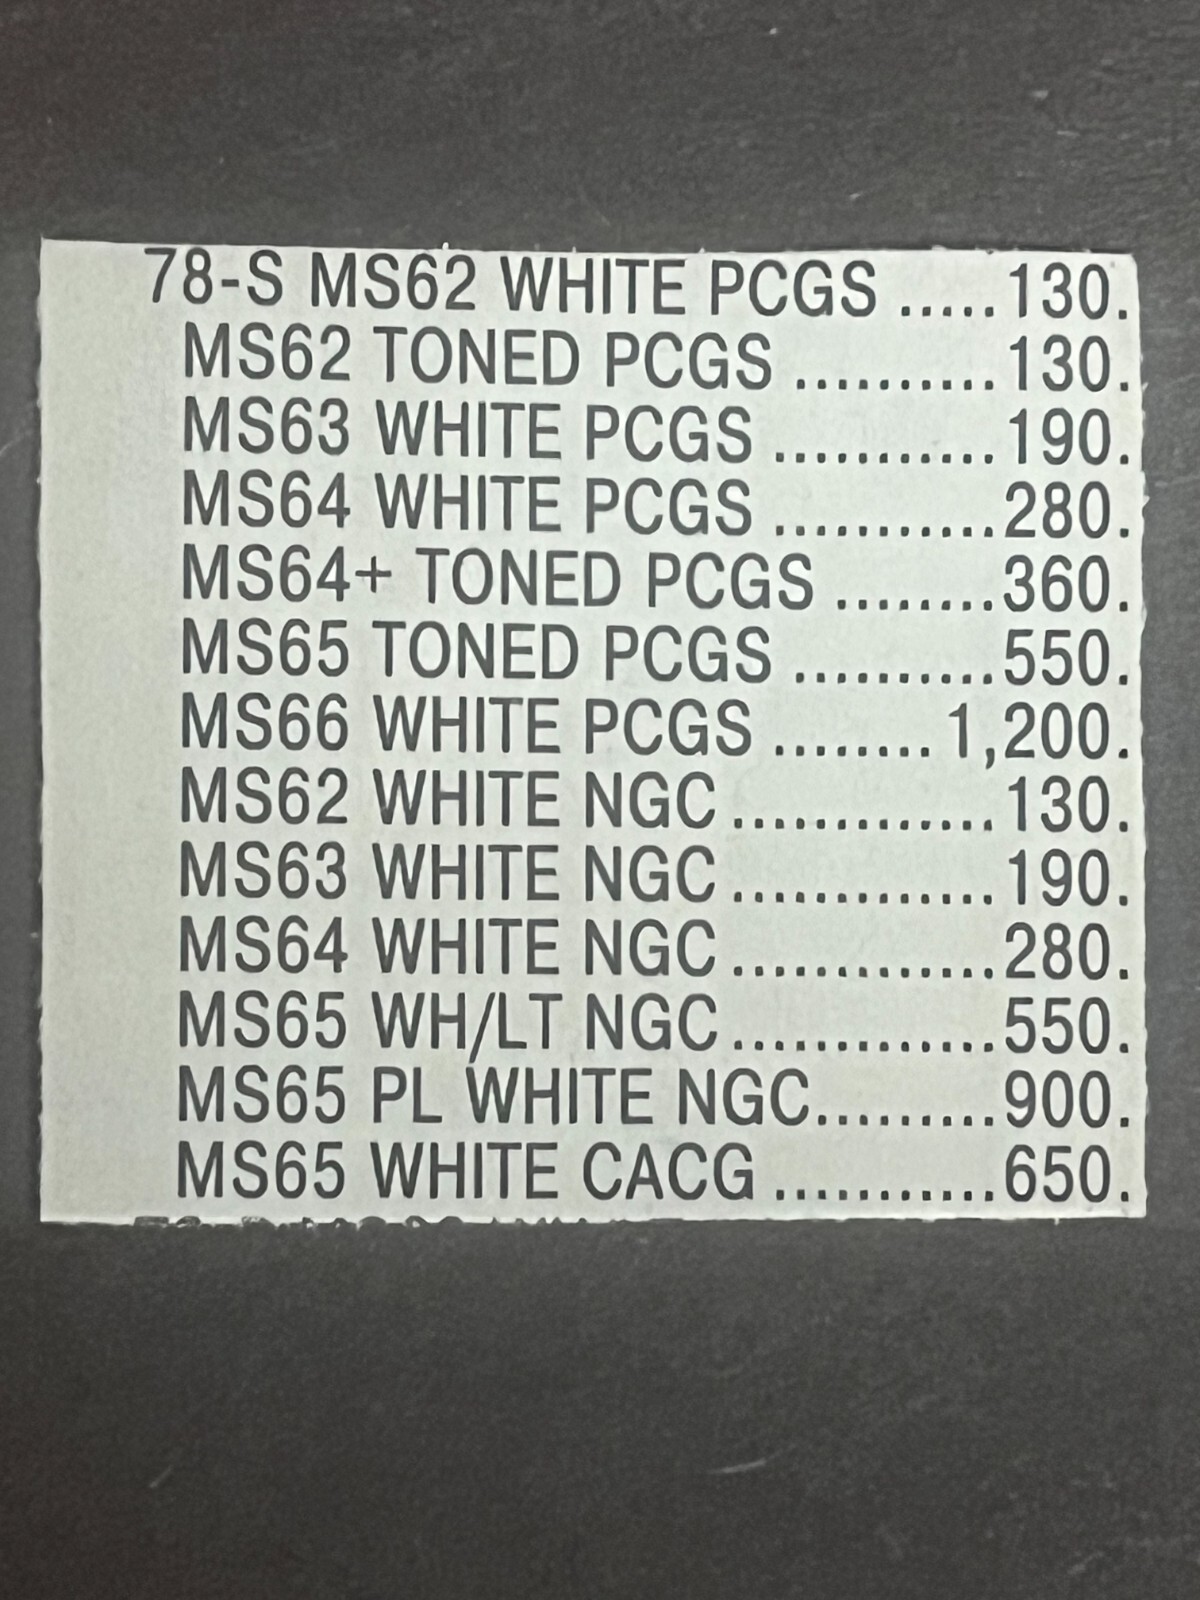 78-S MS62 WHITE PCGS .....130.
MS62 TONED PCGS ..........130.
MS63 WHITE PCGS ...........190.
MS64 WHITE PCGS ...........280.
MS64+ TONED PCGS ........360.
MS65 TONED PCGS ..........550.
MS66 WHITE PCGS ........1,200.
MS62 WHITE NGC .............130.
MS63 WHITE NGC .............190.
MS64 WHITE NGC .............280.
MS65 WH/LT NGC .............550.
MS65 PL WHITE NGC.........900.
MS65 WHITE CACG ...........650.